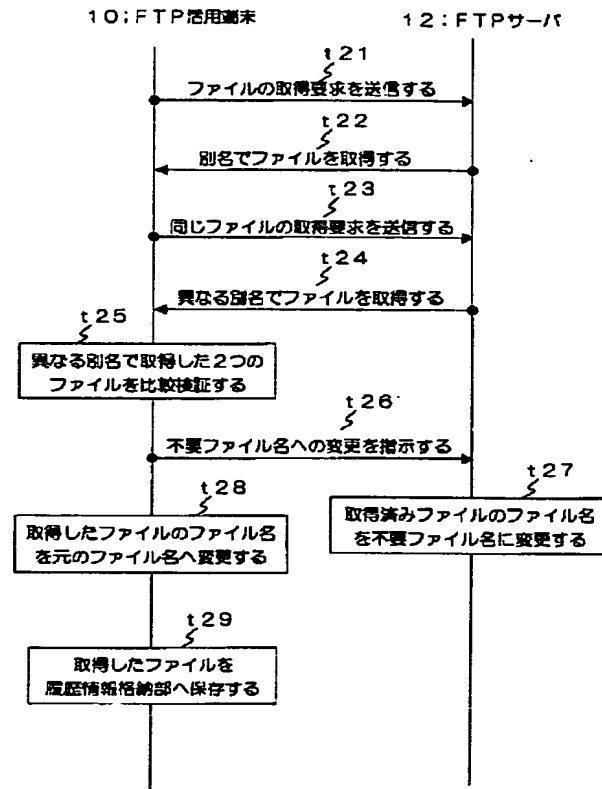 10;FTP活用端末
12:FTPサーバ
t21
ファイルの取得要求を送信する
t22
別名でファイルを取得する
t23
同じファイルの取得要求を送信する
t24
異なる別名でファイルを取得する
t25
異なる別名で取得した2つの
ファイルを比較検証する
t26
不要ファイル名への変更を指示する
t27
取得済みファイルのファイル名
を不要ファイル名に変更する
t28
取得したファイルのファイル名
を元のファイル名へ変更する
t29
取得したファイルを
履歴情報格納部へ保存する